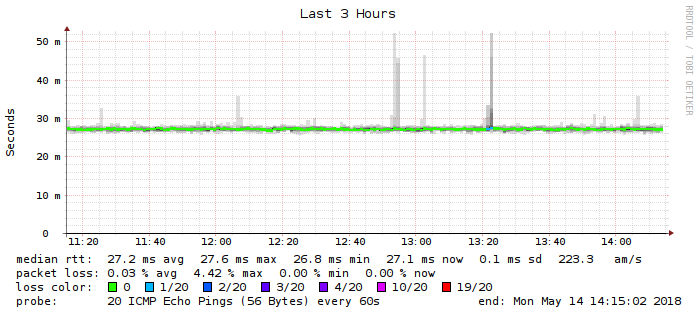 Last 3 Hours
RRDTOOL / TOBI OETIKER
Seconds
50 m
40 m
30 m
20 m
10 m
0
11:20 11:40 12:00 12:20 12:40 13:00 13:20 13:40 14:00
median rtt: 27.2 ms avg 27.6 ms max 26.8 ms min 27.1 ms now 0.1 ms sd 223.3 am/s
packet loss: 0.03 % avg 4.42 % max 0.00 % min 0.00 % now
loss color: 0 1/20 2/20 3/20 4/20 10/20 19/20
probe: 20 ICMP Echo Pings (56 Bytes) every 60s end: Mon May 14 14:15:02 2018